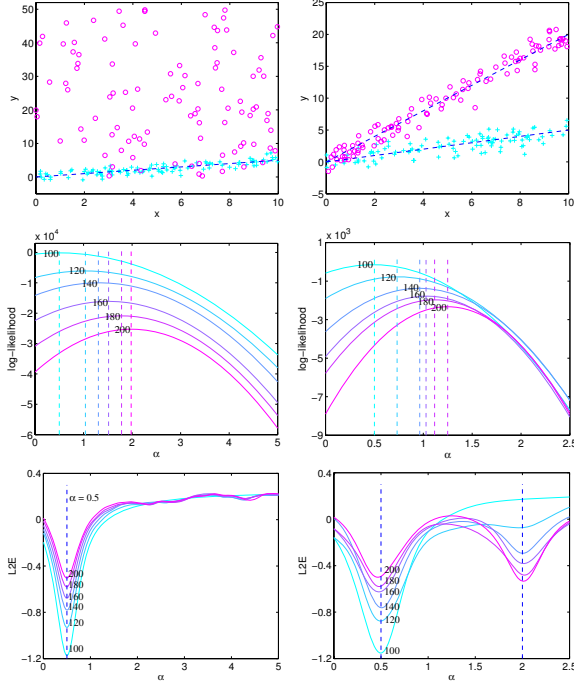 50
40
30
20
10
0
y
0 2 4 6 8 10
x
25
20
15
10
5
0
−5
y
0 2 4 6 8 10
x
x 10^4
0
−1
−2
−3
−4
−5
−6
log−likelihood
100
120
140
160
180
200
0 1 2 3 4 5
α
x 10^3
−1
−3
−5
−7
−9
log−likelihood
100
120
140
160
180
200
0 0.5 1 1.5 2 2.5
α
0.4
0
−0.4
−0.8
−1.2
L2E
α = 0.5
200
180
160
140
120
100
0 1 2 3 4 5
α
0.4
0
−0.4
−0.8
−1.2
L2E
200
180
160
140
120
100
0 0.5 1 1.5 2 2.5
α